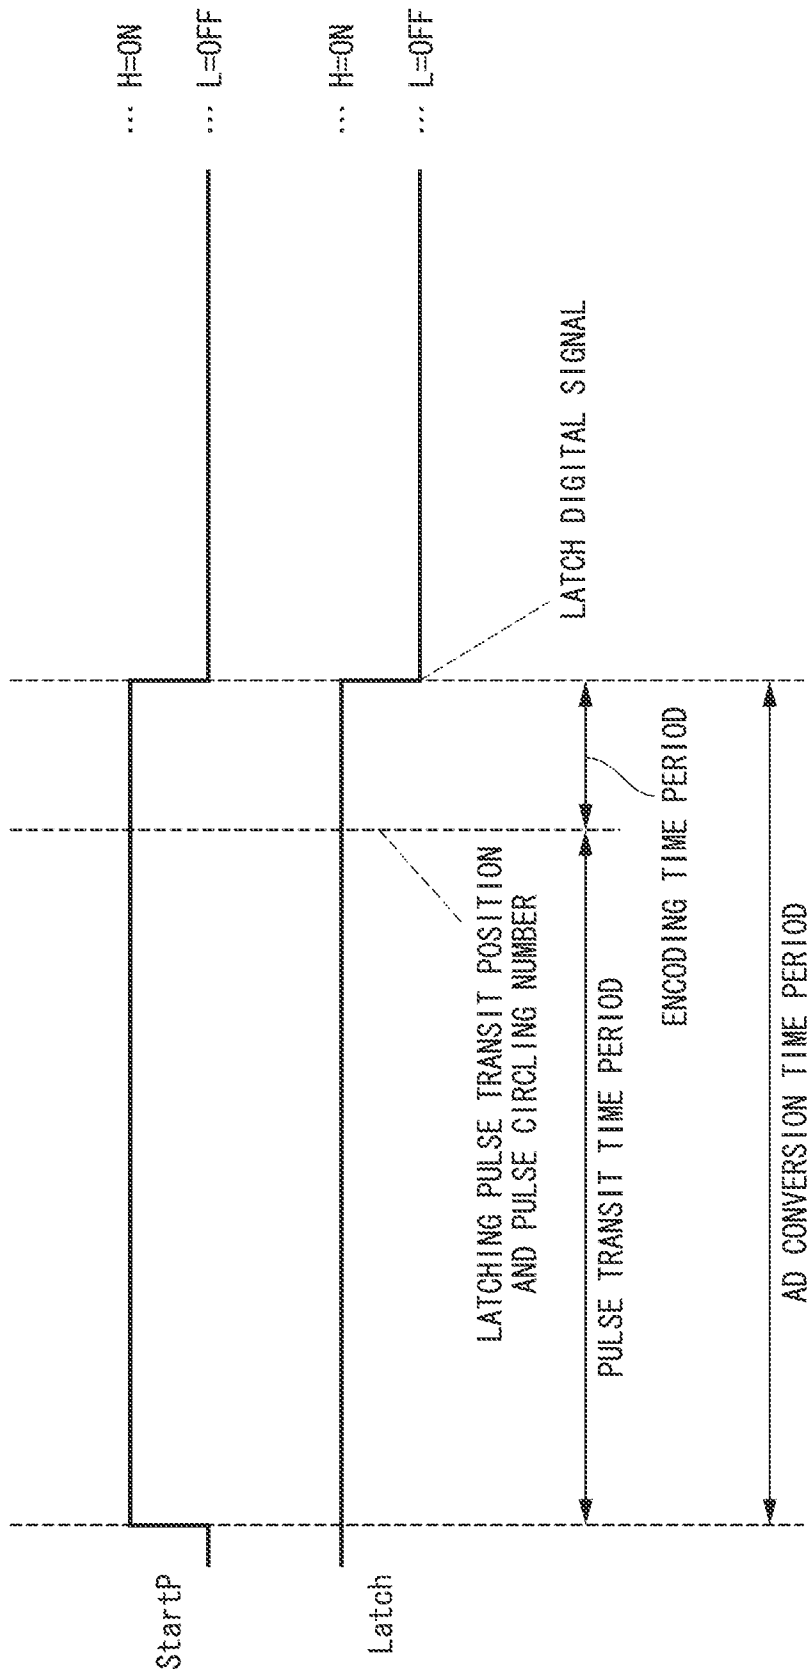 StartP
... H=ON
... L=OFF
Latch
... H=ON
... L=OFF
LATCHING PULSE TRANSIT POSITION
AND PULSE CIRCLING NUMBER
LATCH DIGITAL SIGNAL
PULSE TRANSIT TIME PERIOD
ENCODING TIME PERIOD
AD CONVERSION TIME PERIOD